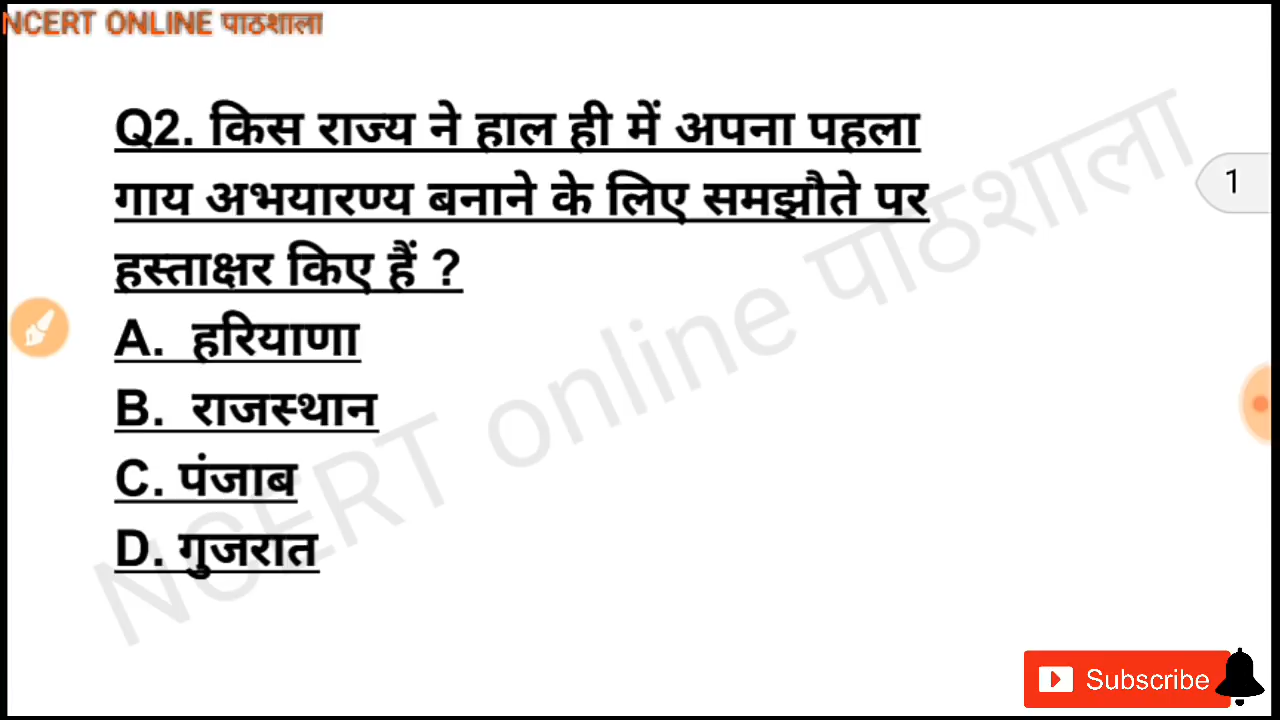 NCERT ONLINE पाठशाला
Q2. किस राज्य ने हाल ही में अपना पहला
गाय अभयारण्य बनाने के लिए समझौते पर
हस्ताक्षर किए हैं ?
A. हरियाणा
B. राजस्थान
C. पंजाब
D. गुजरात
NCERT online पाठशाला
1
Subscribe